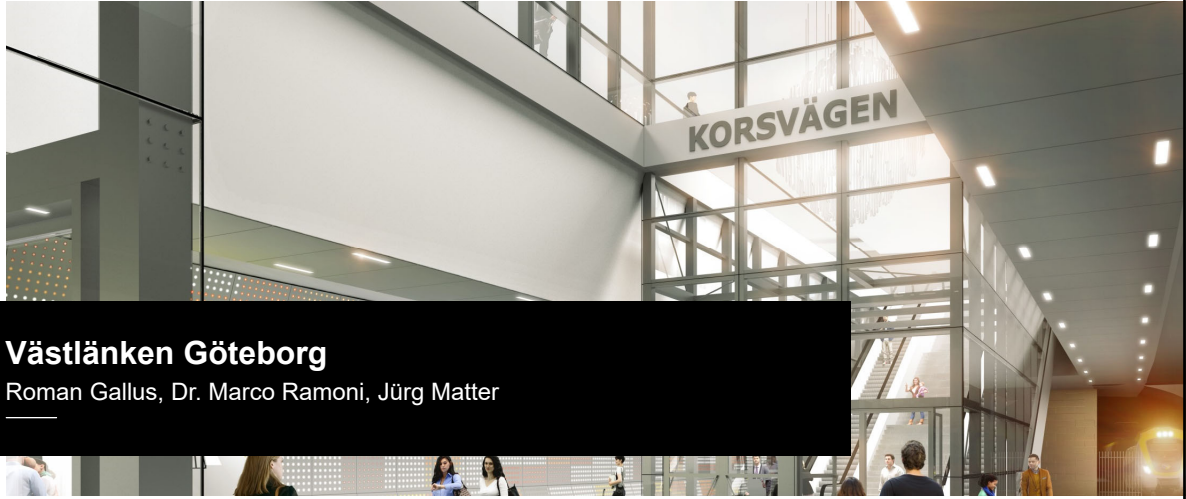 KORSVÄGEN
Västlänken Göteborg
Roman Gallus, Dr. Marco Ramoni, Jürg Matter